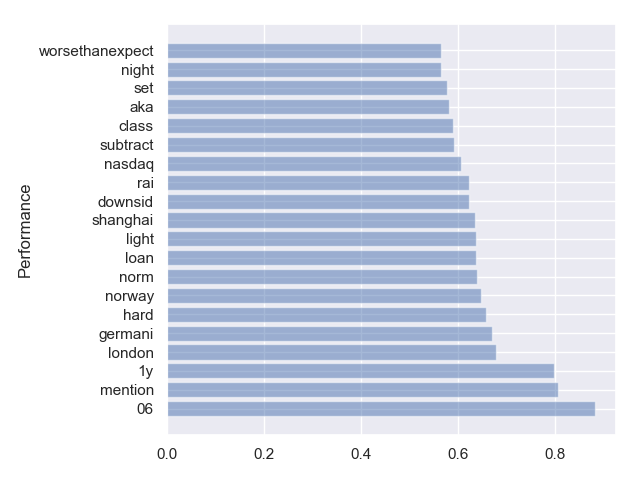 worsethanexpect
night
set
aka
class
subtract
nasdaq
rai
downsid
shanghai
light
loan
norm
norway
hard
germani
london
1y
mention
06
Performance
0.0 0.2 0.4 0.6 0.8